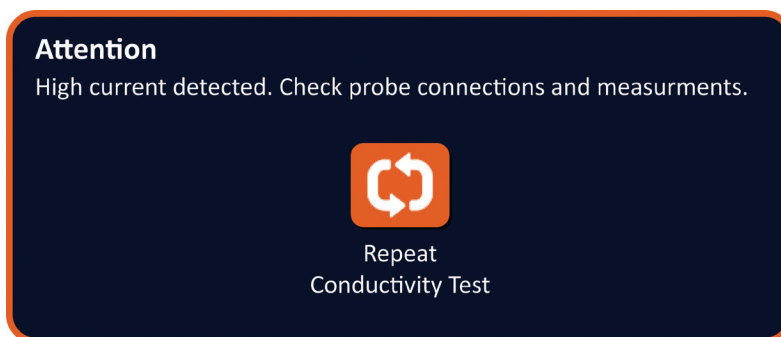 Attention
High current detected. Check probe connections and measurments.
Repeat
Conductivity Test